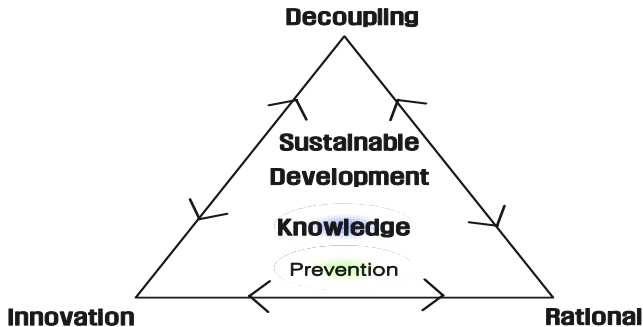 Decoupling
Sustainable
Development
Knowledge
Prevention
Innovation
Rational